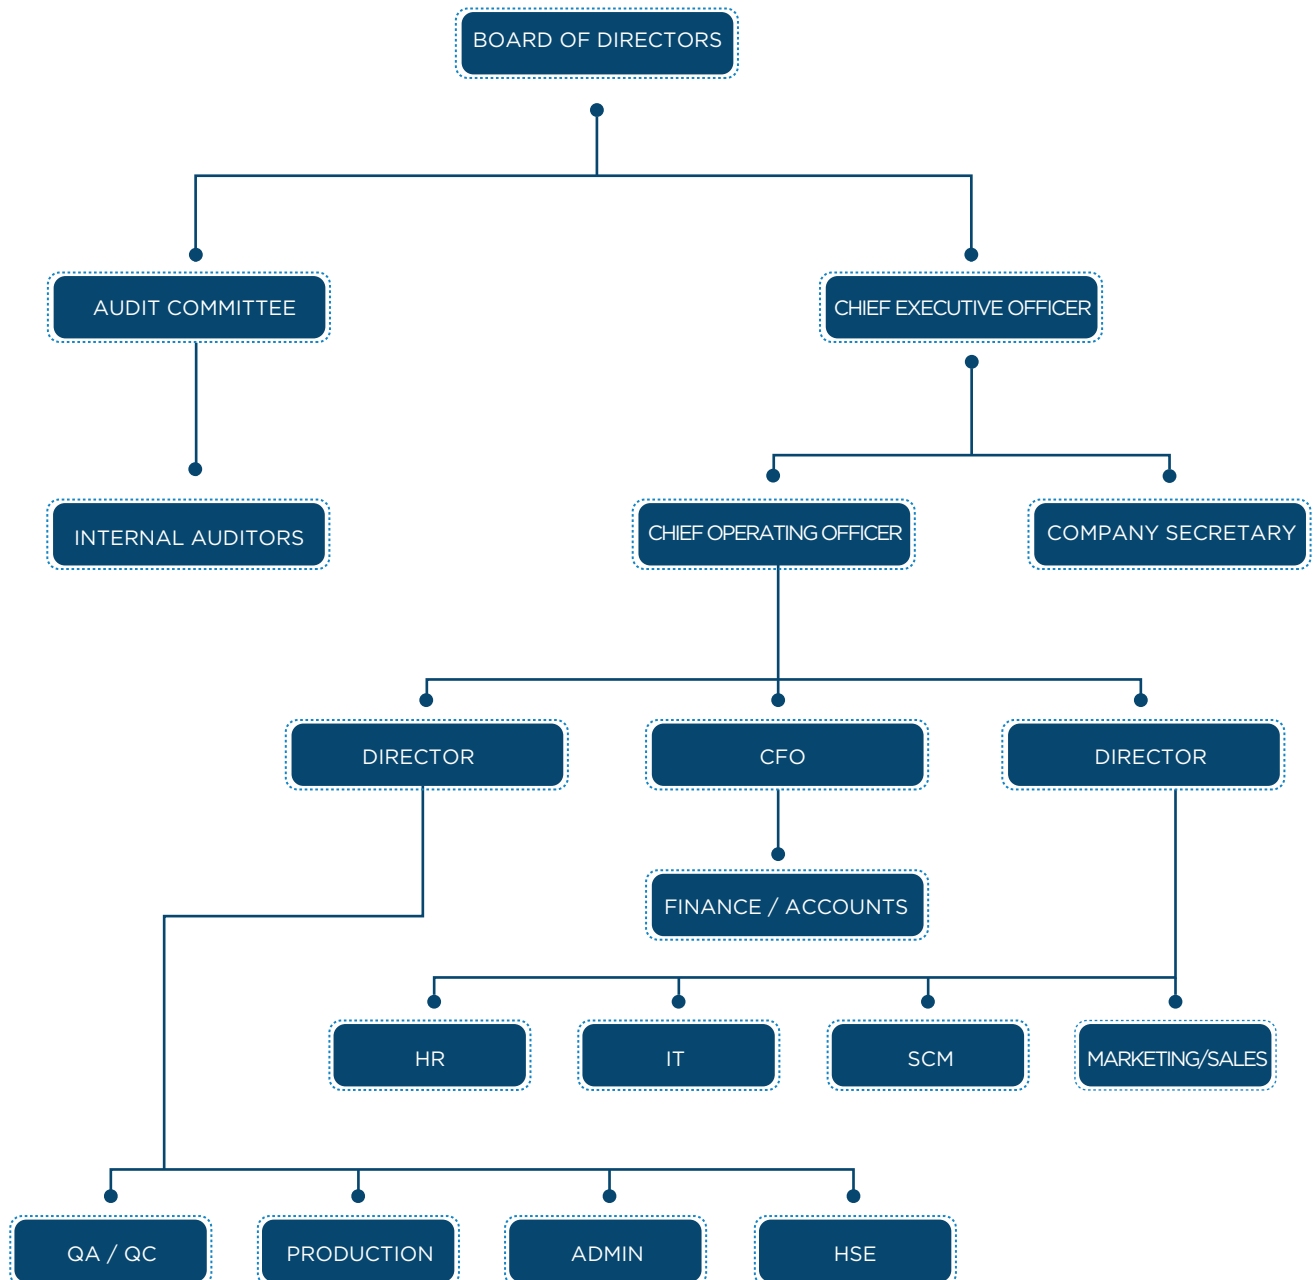 BOARD OF DIRECTORS
AUDIT COMMITTEE
CHIEF EXECUTIVE OFFICER
INTERNAL AUDITORS
CHIEF OPERATING OFFICER
COMPANY SECRETARY
DIRECTOR
CFO
DIRECTOR
FINANCE / ACCOUNTS
HR
IT
SCM
MARKETING/SALES
QA / QC
PRODUCTION
ADMIN
HSE